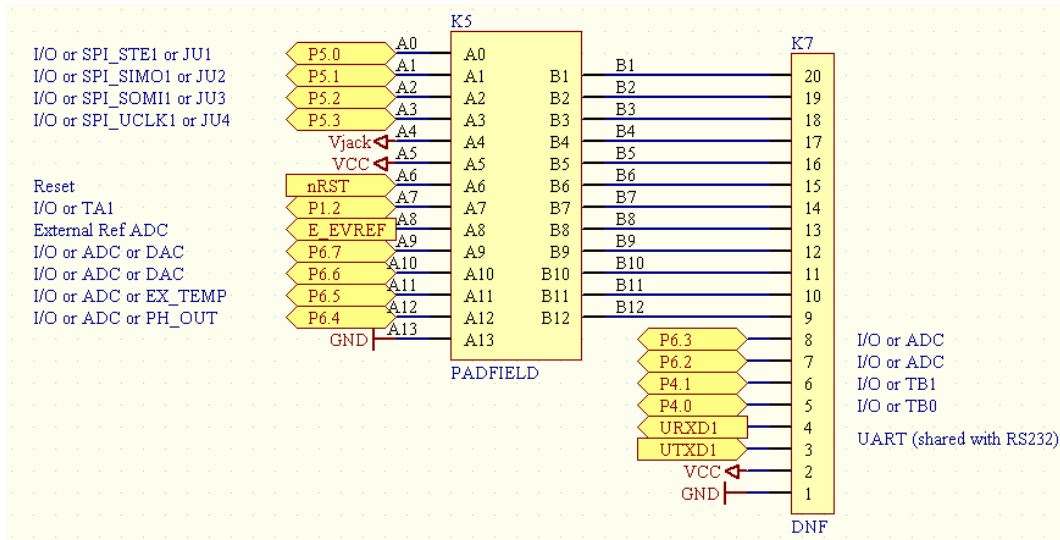 K5
K7
I/O or SPI_STE1 or JU1 P5.0 A0 A0
I/O or SPI_SIMO1 or JU2 P5.1 A1 A1 B1 B1 20
I/O or SPI_SOMI1 or JU3 P5.2 A2 A2 B2 B2 19
I/O or SPI_UCLK1 or JU4 P5.3 A3 A3 B3 B3 18
Vjack A4 A4 B4 B4 17
VCC A5 A5 B5 B5 16
Reset nRST A6 A6 B6 B6 15
I/O or TA1 P1.2 A7 A7 B7 B7 14
External Ref ADC E_EVREF A8 A8 B8 B8 13
I/O or ADC or DAC P6.7 A9 A9 B9 B9 12
I/O or ADC or DAC P6.6 A10 A10 B10 B10 11
I/O or ADC or EX_TEMP P6.5 A11 A11 B11 B11 10
I/O or ADC or PH_OUT P6.4 A12 A12 B12 B12 9
GND A13 A13
P6.3 8 I/O or ADC
PADFIELD
P6.2 7 I/O or ADC
P4.1 6 I/O or TB1
P4.0 5 I/O or TB0
URXD1 4
UART (shared with RS232)
UTXD1 3
VCC 2
GND 1
DNF